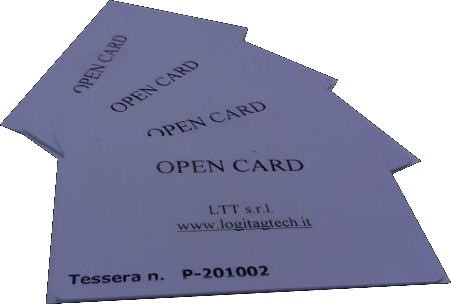 OPEN CARD
OPEN CARD
OPEN CARD
OPEN CARD
LTT s.r.l.
www.logitagtech.it
Tessera n. P-201002